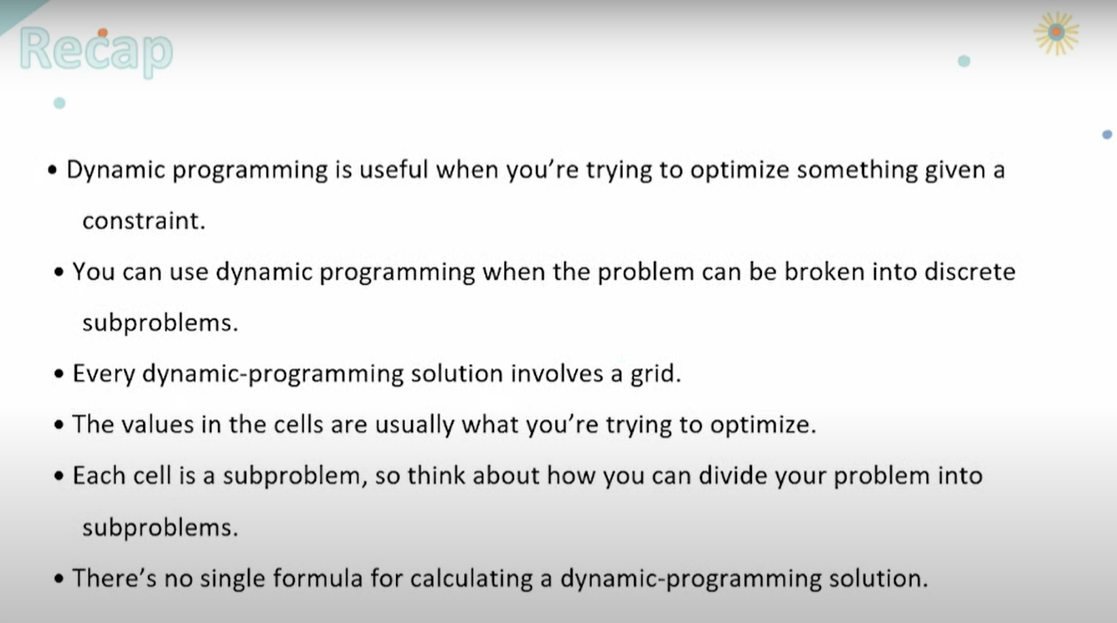 Recap
• Dynamic programming is useful when you’re trying to optimize something given a
constraint.
• You can use dynamic programming when the problem can be broken into discrete
subproblems.
• Every dynamic-programming solution involves a grid.
• The values in the cells are usually what you’re trying to optimize.
• Each cell is a subproblem, so think about how you can divide your problem into
subproblems.
• There’s no single formula for calculating a dynamic-programming solution.